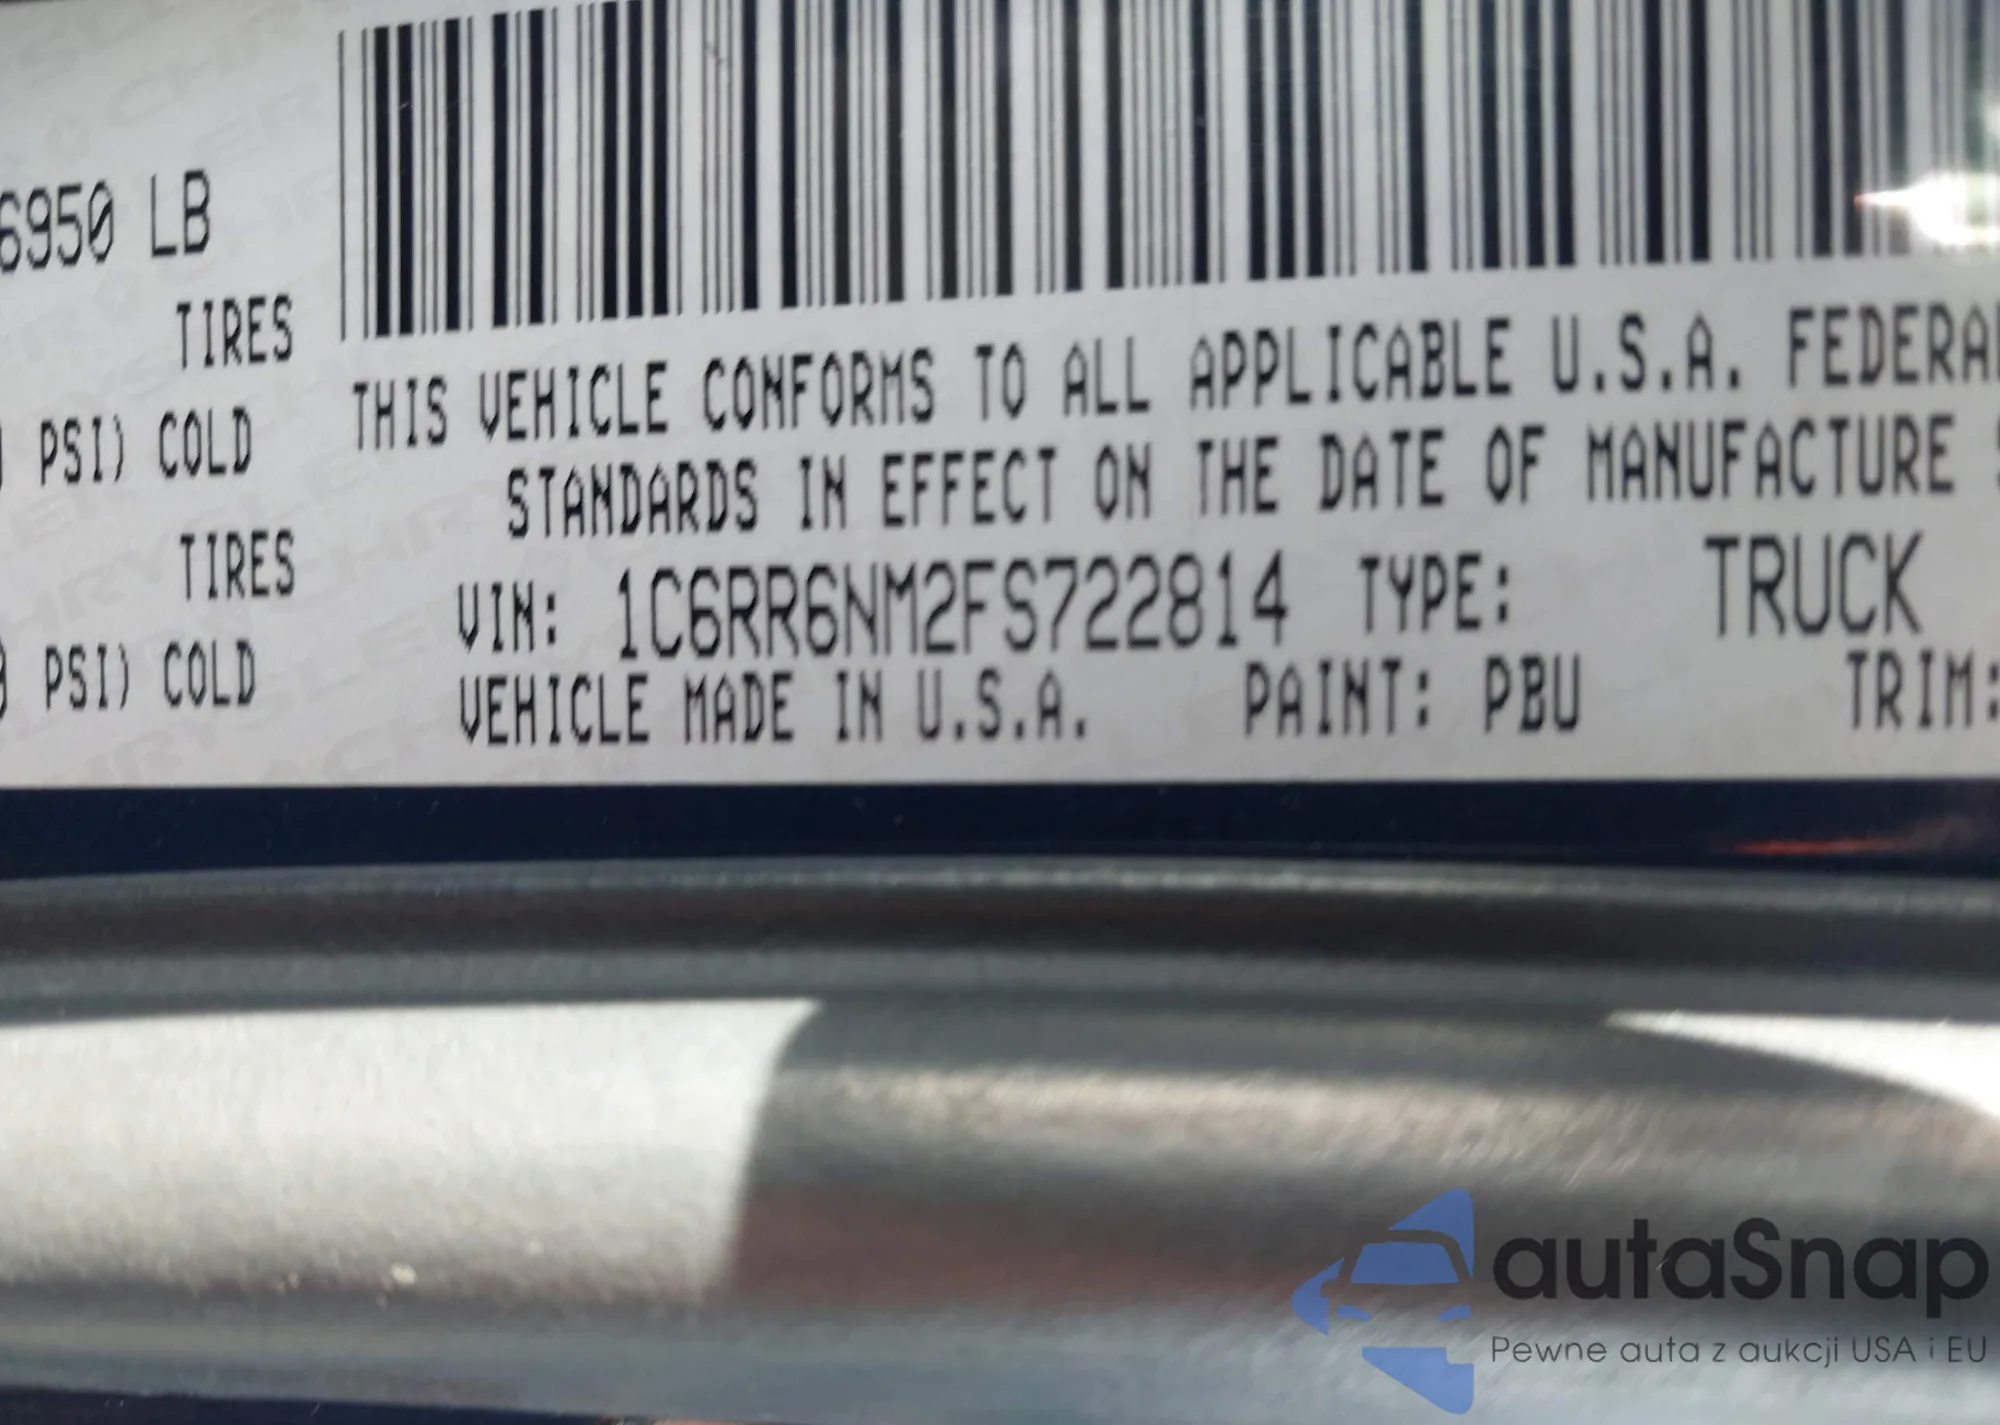 6950 LB
TIRES
PSI) COLD
TIRES
PSI) COLD
THIS VEHICLE CONFORMS TO ALL APPLICABLE U.S.A. FEDERAL
STANDARDS IN EFFECT ON THE DATE OF MANUFACTURE
VIN: 1C6RR6NM2FS722814 TYPE: TRUCK
VEHICLE MADE IN U.S.A. PAINT: PBU TRIM:
autaSnap
Pewne auta z aukcji USA i EU